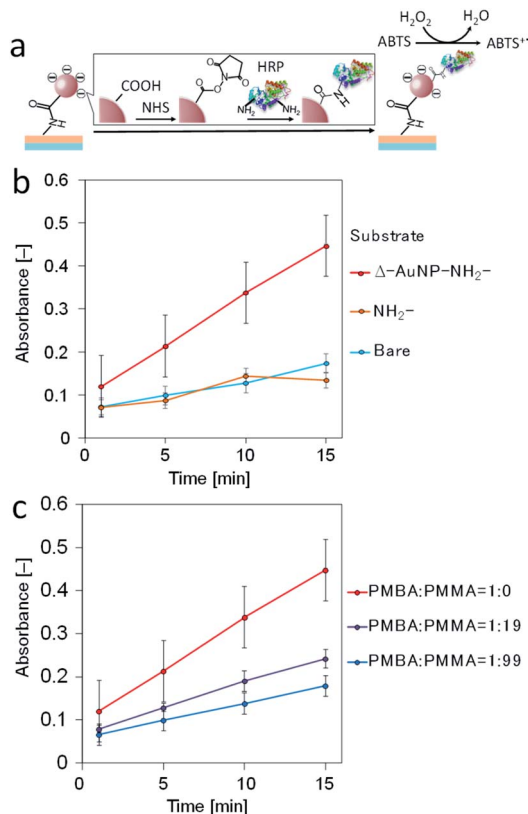 a
H₂O₂ H₂O
ABTS ABTS⁺•
COOH
NHS
O
N
O
O
O
HRP
NH₂ NH₂
O
N
H
O
N
H
O
N
H
b
Absorbance [−]
0.6
0.5
0.4
0.3
0.2
0.1
0
0 5 10 15
Time [min]
Substrate
Δ−AuNP−NH₂−
NH₂−
Bare
c
Absorbance [−]
0.6
0.5
0.4
0.3
0.2
0.1
0
0 5 10 15
Time [min]
PMBA:PMMA=1:0
PMBA:PMMA=1:19
PMBA:PMMA=1:99